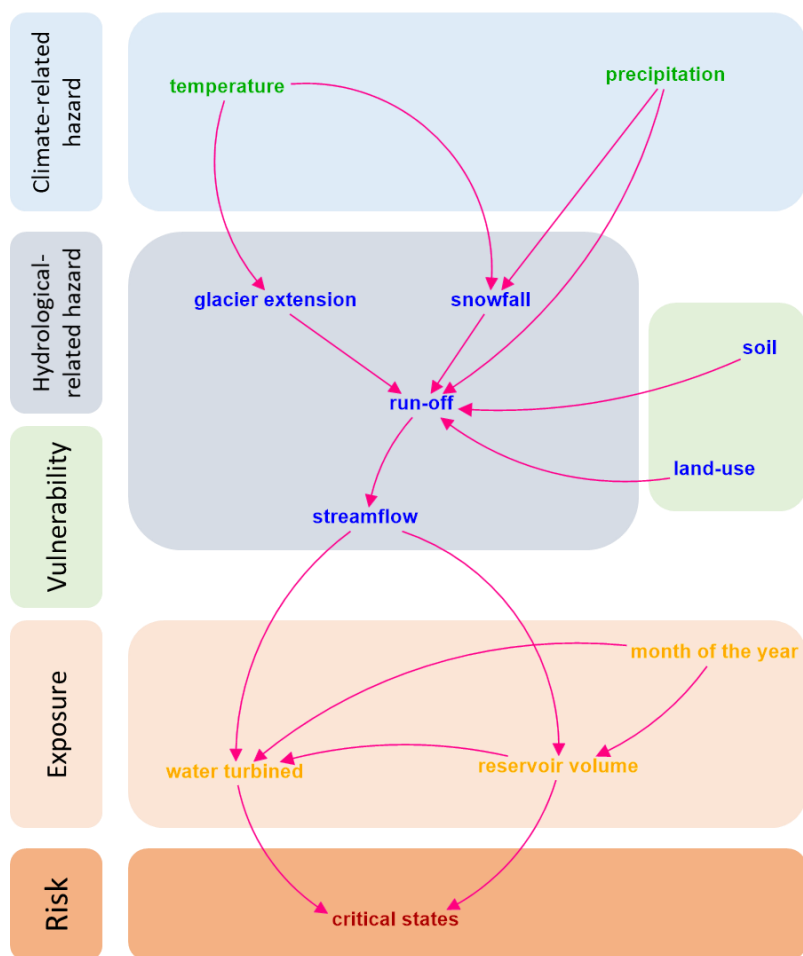 Climate-related
hazard
temperature
precipitation
Hydrological-
related hazard
glacier extension
snowfall
soil
run-off
land-use
Vulnerability
streamflow
Exposure
month of the year
water turbined
reservoir volume
Risk
critical states